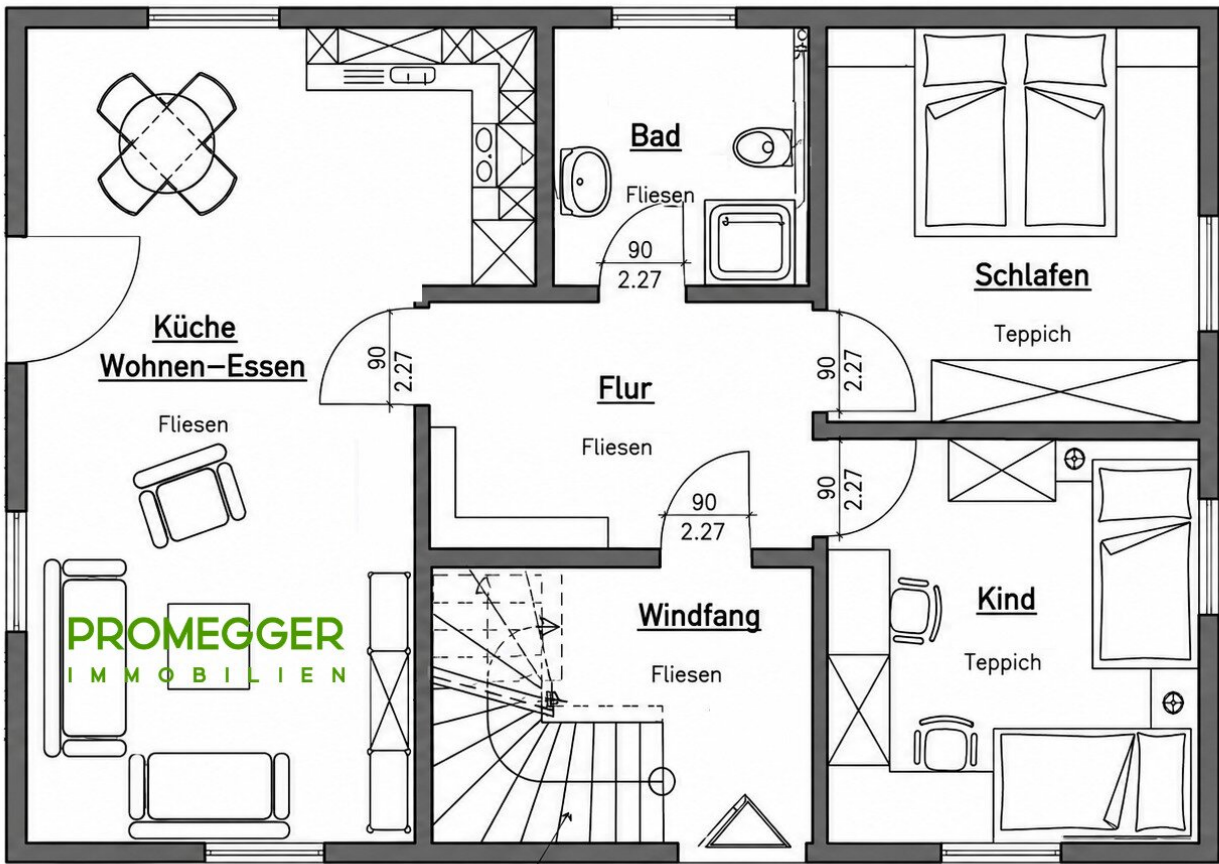 Bad
Fliesen
90
2.27
Schlafen
Teppich
Küche
Wohnen-Essen
Fliesen
90
2.27
Flur
Fliesen
90
2.27
90
2.27
90
2.27
Windfang
Fliesen
Kind
Teppich
PROMEGGER
IMMOBILIEN